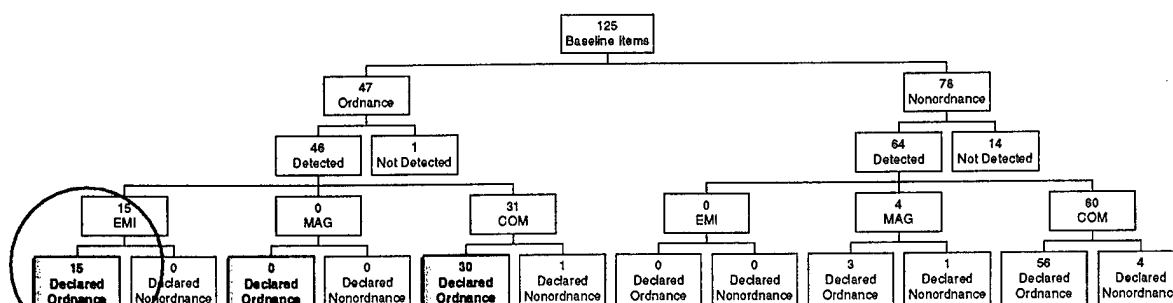 125
Baseline Items
47
Ordnance
78
Nonordnance
46
Detected
1
Not Detected
64
Detected
14
Not Detected
15
EMI
0
MAG
31
COM
0
EMI
4
MAG
60
COM
15
Declared
Ordnance
0
Declared
Nonordnance
0
Declared
Ordnance
0
Declared
Nonordnance
30
Declared
Ordnance
1
Declared
Nonordnance
0
Declared
Ordnance
0
Declared
Nonordnance
3
Declared
Ordnance
1
Declared
Nonordnance
56
Declared
Ordnance
4
Declared
Nonordnance